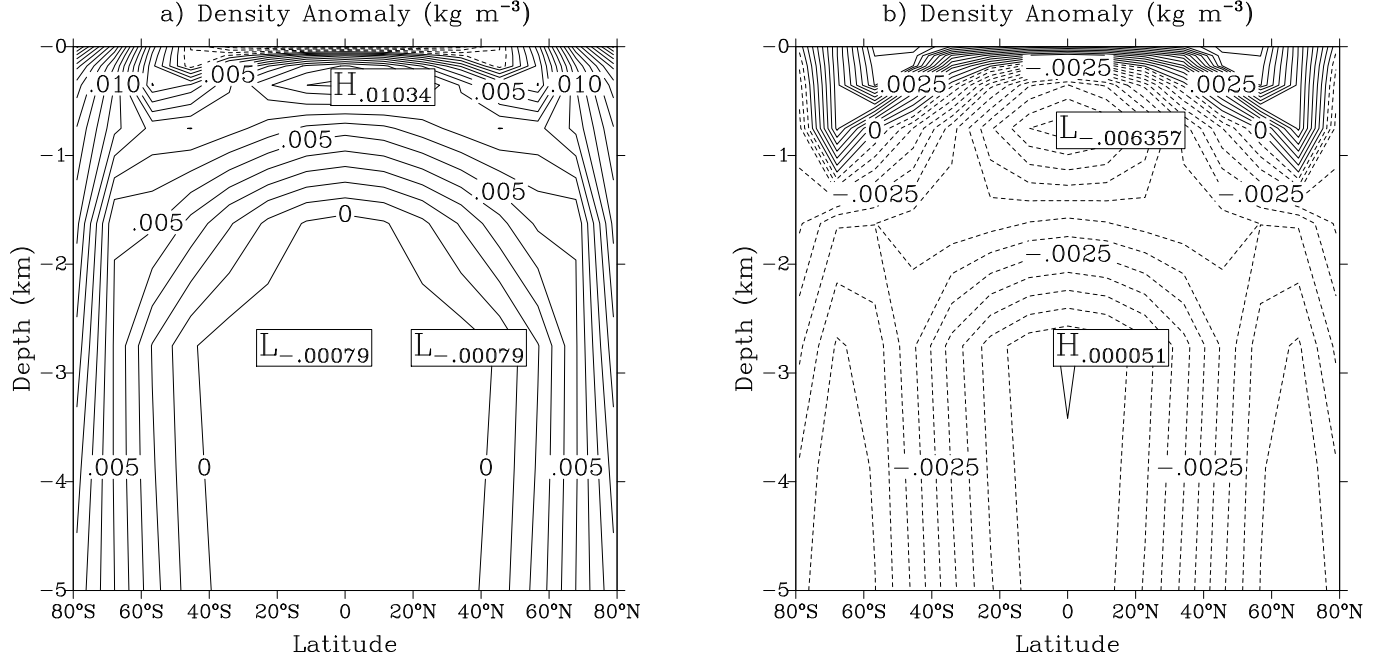 a) Density Anomaly (kg m⁻³)
−0
.010
.005
H.01034
.005
.010
−1
.005
.005
.005
0
−2
L−.00079
L−.00079
−3
.005
0
0
.005
−4
−5
80°S 60°S 40°S 20°S 0 20°N 40°N 60°N 80°N
Latitude
Depth (km)
b) Density Anomaly (kg m⁻³)
−0
−.0025
.0025
.0025
0
L−.006357
0
−1
−.0025
−.0025
−2
−.0025
H.000051
−3
−.0025
−.0025
−4
−5
80°S 60°S 40°S 20°S 0 20°N 40°N 60°N 80°N
Latitude
Depth (km)